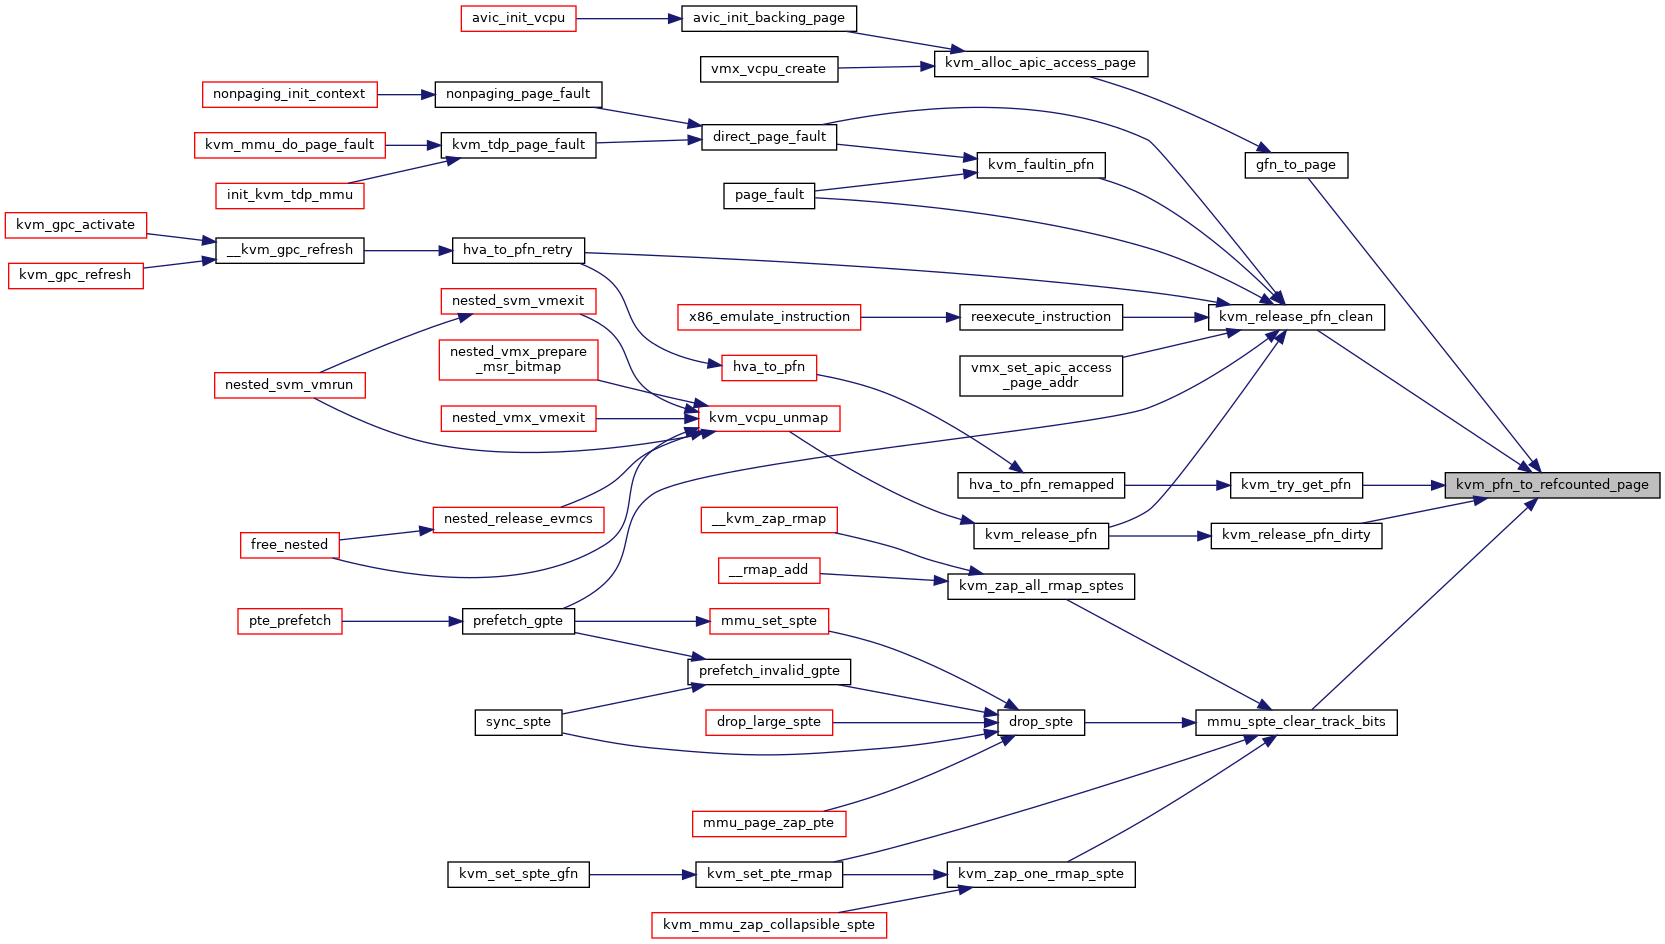 avic_init_vcpu
avic_init_backing_page
kvm_alloc_apic_access_page
vmx_vcpu_create
nonpaging_init_context
nonpaging_page_fault
direct_page_fault
kvm_mmu_do_page_fault
kvm_tdp_page_fault
kvm_faultin_pfn
gfn_to_page
init_kvm_tdp_mmu
page_fault
kvm_gpc_activate
__kvm_gpc_refresh
hva_to_pfn_retry
kvm_gpc_refresh
nested_svm_vmexit
x86_emulate_instruction
reexecute_instruction
kvm_release_pfn_clean
nested_vmx_prepare
_msr_bitmap
hva_to_pfn
vmx_set_apic_access
_page_addr
nested_svm_vmrun
nested_vmx_vmexit
kvm_vcpu_unmap
hva_to_pfn_remapped
kvm_try_get_pfn
kvm_pfn_to_refcounted_page
nested_release_evmcs
__kvm_zap_rmap
kvm_release_pfn
kvm_release_pfn_dirty
free_nested
__rmap_add
kvm_zap_all_rmap_sptes
pte_prefetch
prefetch_gpte
mmu_set_spte
prefetch_invalid_gpte
sync_spte
drop_large_spte
drop_spte
mmu_spte_clear_track_bits
mmu_page_zap_pte
kvm_set_spte_gfn
kvm_set_pte_rmap
kvm_zap_one_rmap_spte
kvm_mmu_zap_collapsible_spte